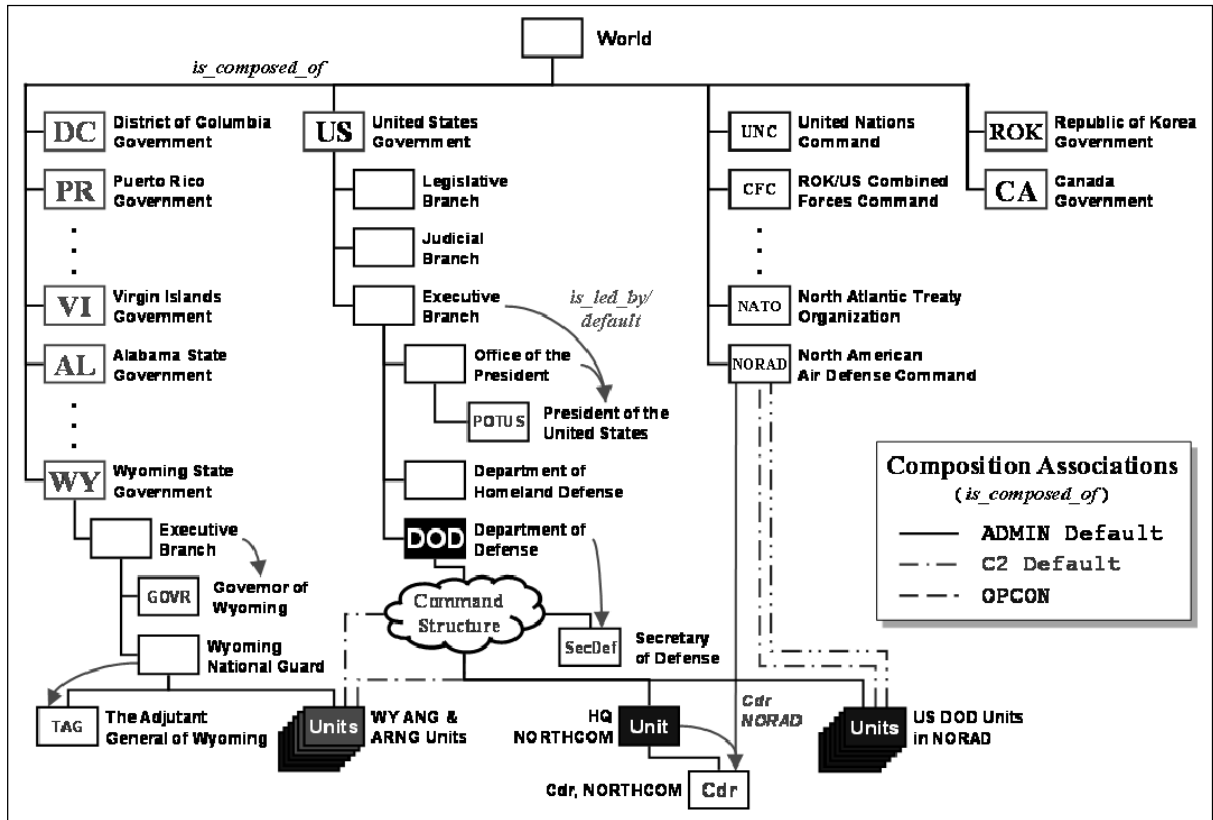 World
is_composed_of
DC
District of Columbia
Government
PR
Puerto Rico
Government
VI
Virgin Islands
Government
AL
Alabama State
Government
WY
Wyoming State
Government
Executive
Branch
GOVR
Governor of
Wyoming
Wyoming
National Guard
TAG
The Adjutant
General of Wyoming
Units
WY ANG &
ARNG Units
US
United States
Government
Legislative
Branch
Judicial
Branch
Executive
Branch
is_led_by/
default
Office of the
President
POTUS
President of the
United States
Department of
Homeland Defense
DOD
Department of
Defense
Command
Structure
SecDef
Secretary
of Defense
HQ
NORTHCOM
Unit
Cdr
NORAD
Cdr, NORTHCOM
Cdr
Units
US DOD Units
in NORAD
UNC
United Nations
Command
CFC
ROK/US Combined
Forces Command
NATO
North Atlantic Treaty
Organization
NORAD
North American
Air Defense Command
ROK
Republic of Korea
Government
CA
Canada
Government
Composition Associations
(is_composed_of)
ADMIN Default
C2 Default
OPCON